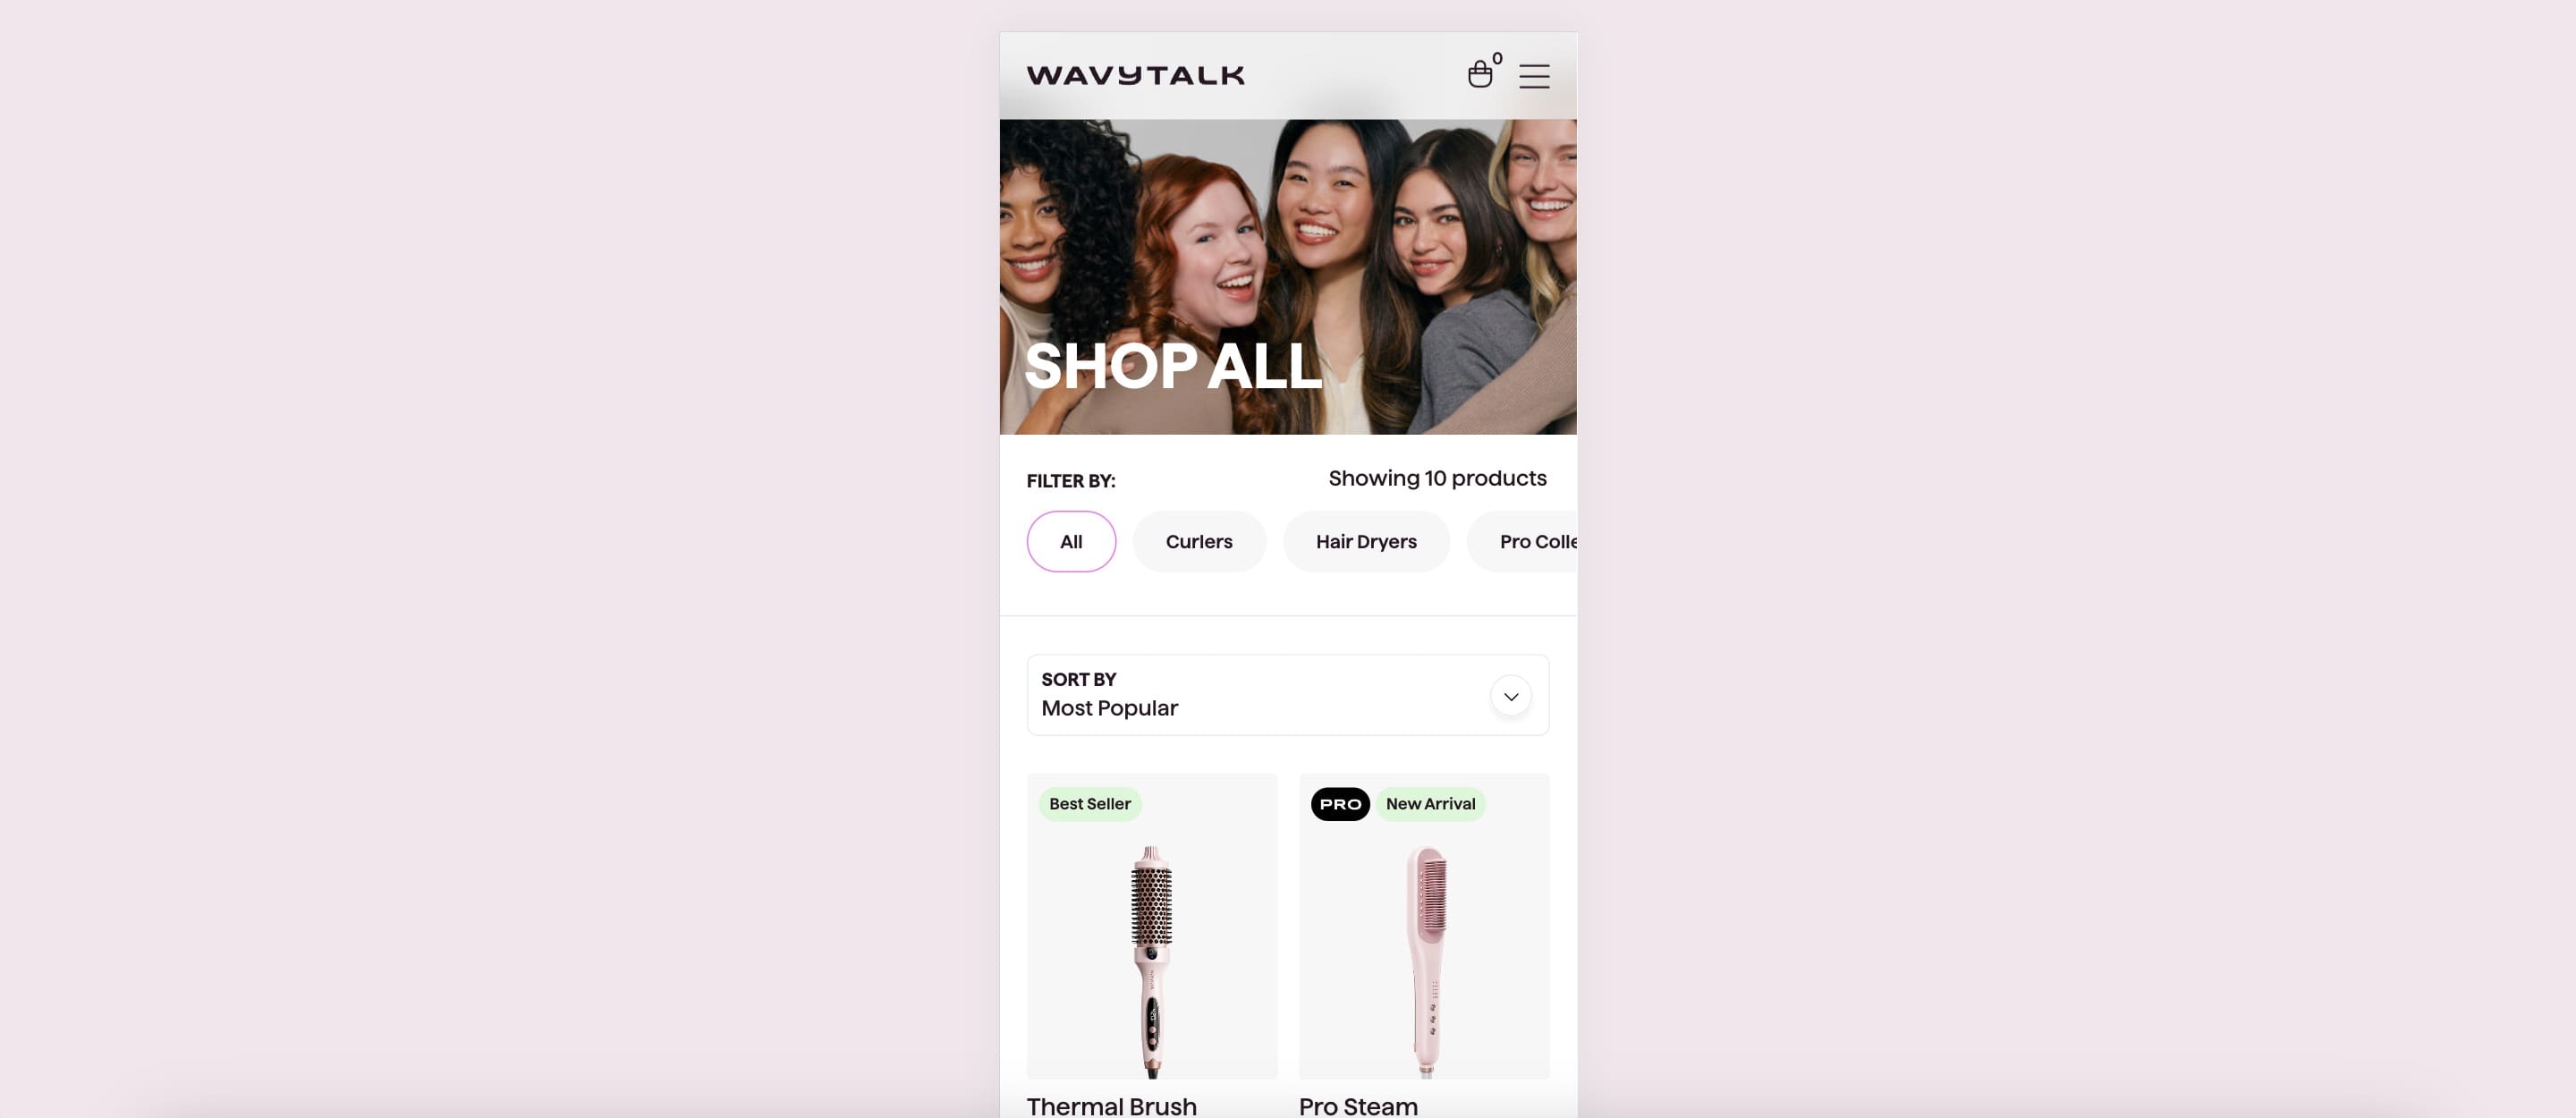 WAVYTALK
0
SHOP ALL
FILTER BY:
Showing 10 products
All
Curlers
Hair Dryers
Pro Colle
SORT BY
Most Popular
Best Seller
PRO
New Arrival
Thermal Brush
Pro Steam